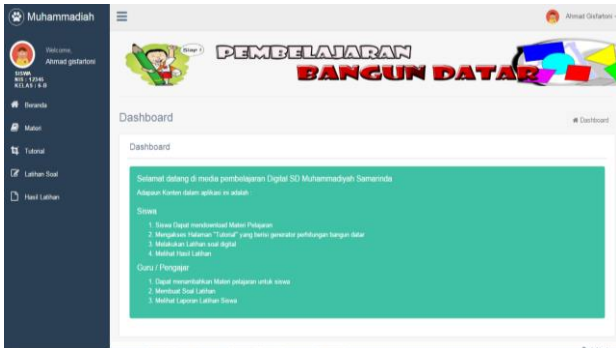 Muhammadiah
Ahmad Gisfartoni
Welcome,
Ahmad gisfartoni
SISWA
NIS : 12345
KELAS : 6-B
Beranda
Materi
Tutorial
Latihan Soal
Hasil Latihan
Siap !
PEMBELAJARAN
BANGUN DATAR
Dashboard
Dashboard
Dashboard
Selamat datang di media pembelajaran Digital SD Muhammadiyah Samarinda
Adapaun Konten dalam aplikasi ini adalah
Siswa
1. Siswa Dapat mendownload Materi Pelajaran
2. Mengakses Halaman "Tutorial" yang berisi generator perhitungan bangun datar
3. Melakukan Latihan soal digital
4. Melihat Hasil Latihan
Guru / Pengajar
1. Dapat menambahkan Materi pelajaran untuk siswa
2. Membuat Soal Latihan
3. Melihat Laporan Latihan Siswa